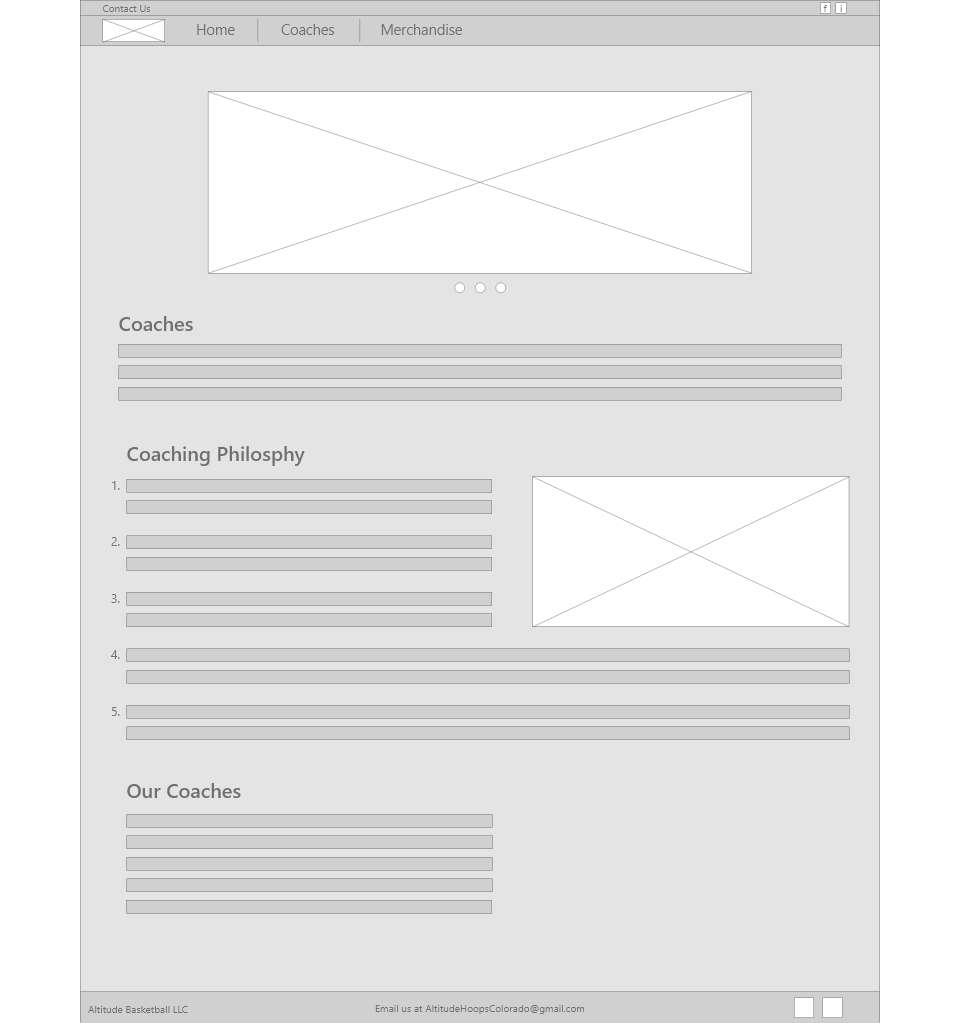 Contact Us
f i
Home Coaches Merchandise
Coaches
Coaching Philosphy
1.
2.
3.
4.
5.
Our Coaches
Altitude Basketball LLC Email us at AltitudeHoopsColorado@gmail.com